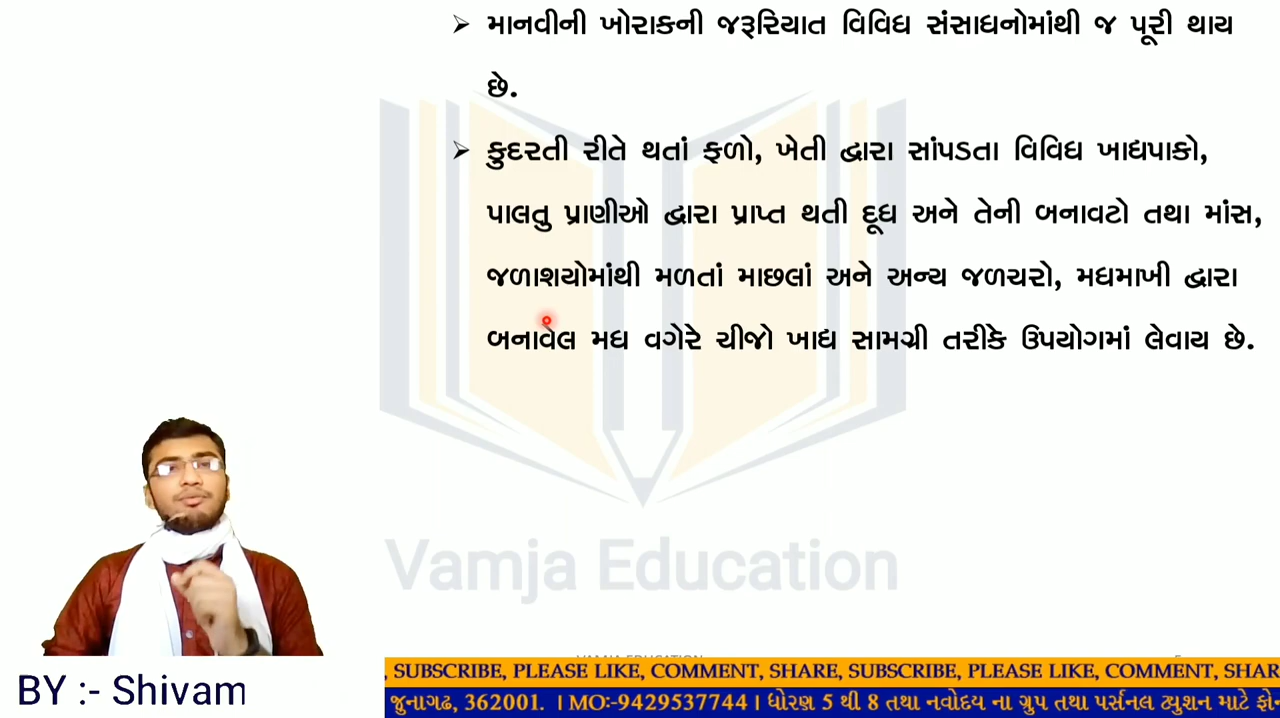 ➢ માનવીની ખોરાકની જરૂરિયાત વિવિધ સંસાધનોમાંથી જ પૂરી થાય
છે.
➢ કુદરતી રીતે થતાં ફળો, ખેતી દ્વારા સાંપડતા વિવિધ ખાદ્યપાકો,
પાલતુ પ્રાણીઓ દ્વારા પ્રાપ્ત થતી દૂધ અને તેની બનાવટો તથા માંસ,
જળાશયોમાંથી મળતાં માછલાં અને અન્ય જળચરો, મધમાખી દ્વારા
બનાવેલ મધ વગેરે ચીજો ખાદ્ય સામગ્રી તરીકે ઉપયોગમાં લેવાય છે.
Vamja Education
BY :- Shivam
, SUBSCRIBE, PLEASE LIKE, COMMENT, SHARE, SUBSCRIBE, PLEASE LIKE, COMMENT, SHAR
જુનાગઢ, 362001. | MO:-9429537744 | ધોરણ 5 થી 8 તથા નવોદય ના ગ્રુપ તથા પર્સનલ ટ્યુશન માટે